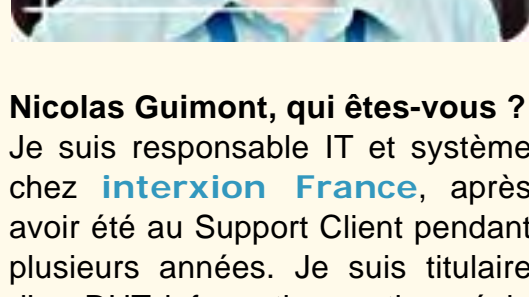 Nicolas Guimont, qui êtes-vous ?
Je suis responsable IT et système
chez interxion France, après
avoir été au Support Client pendant
plusieurs années. Je suis titulaire